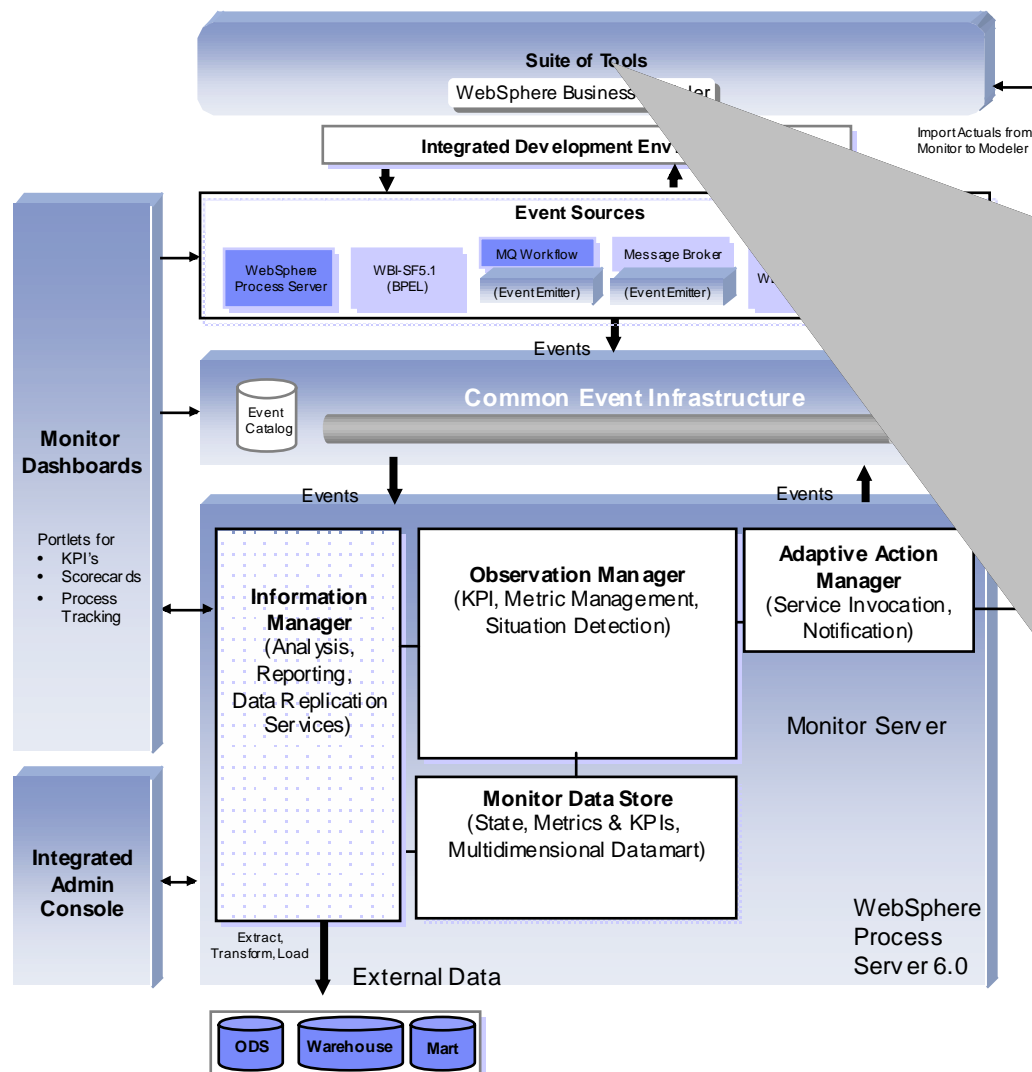 Suite of Tools
WebSphere Business
Import Actuals from
Monitor to Modeler
Integrated Development
Event Sources
WebSphere
Process Server
WBI-SF5.1
(BPEL)
MQ Workflow
(Event Emitter)
Message Broker
(Event Emitter)
Events
Common Event Infrastructure
Event
Catalog
Monitor
Dashboards
Portlets for
• KPI's
• Scorecards
• Process
Tracking
Events
Events
Information
Manager
(Analysis,
Reporting,
Data Replication
Services)
Observation Manager
(KPI, Metric Management,
Situation Detection)
Adaptive Action
Manager
(Service Invocation,
Notification)
Monitor Server
Monitor Data Store
(State, Metrics & KPIs,
Multidimensional Datamart)
Integrated
Admin
Console
WebSphere
Process
Server 6.0
Extract,
Transform, Load
External Data
ODS
Warehouse
Mart